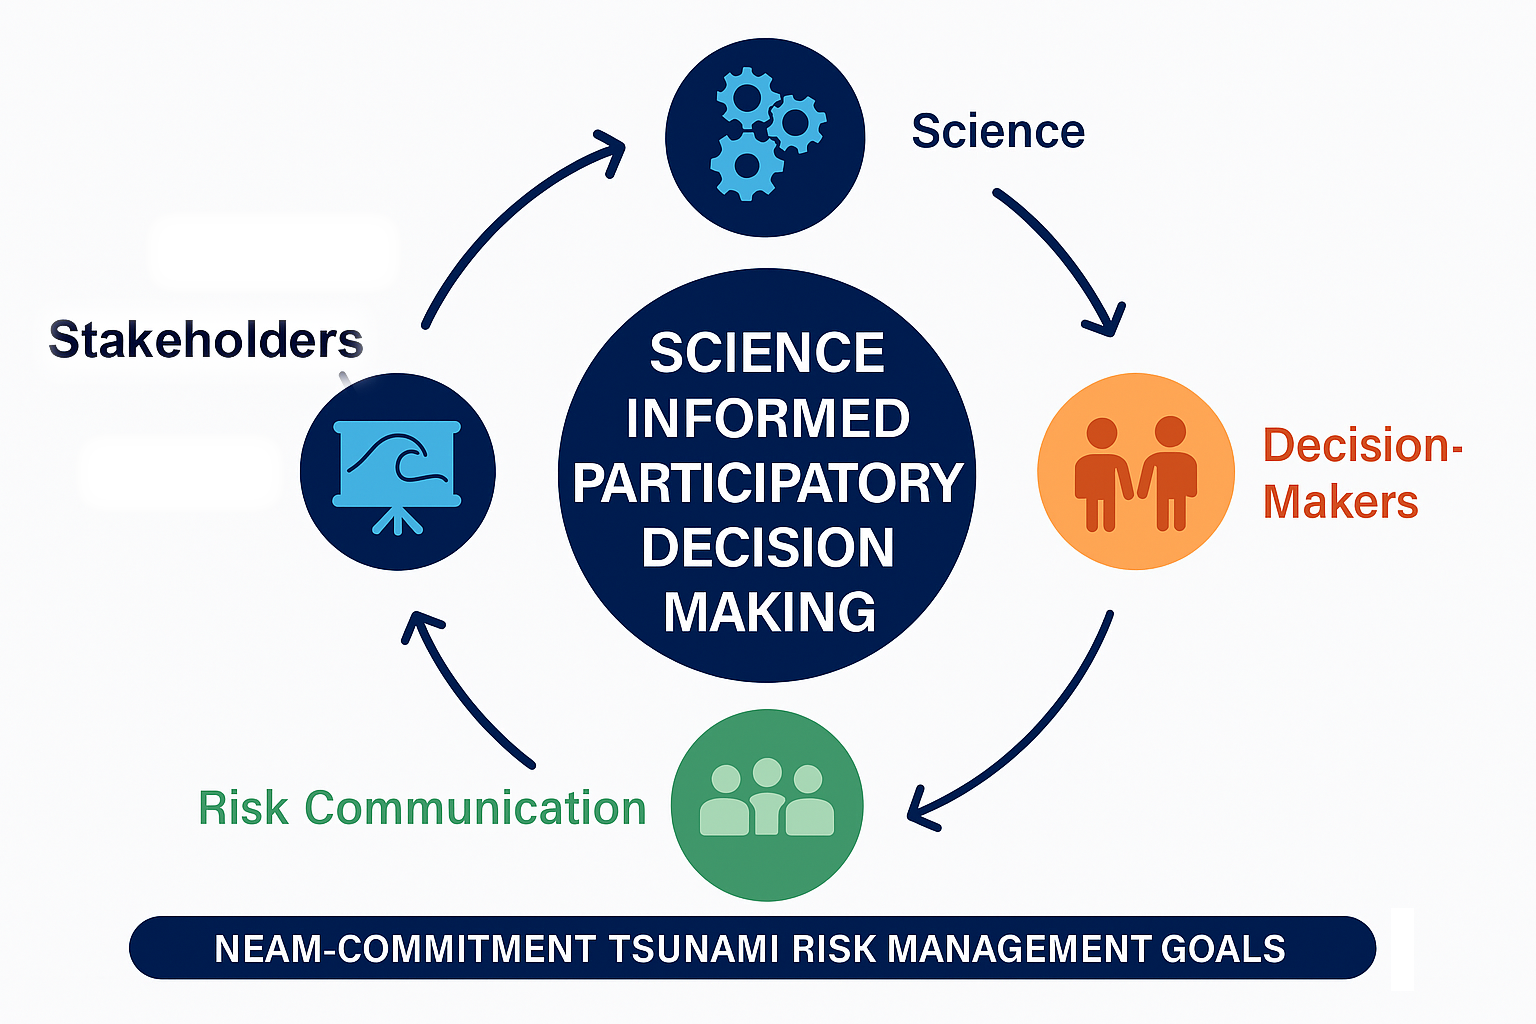 Science
Stakeholders
SCIENCE
INFORMED
PARTICIPATORY
DECISION
MAKING
Decision-
Makers
Risk Communication
NEAM-COMMITMENT TSUNAMI RISK MANAGEMENT GOALS